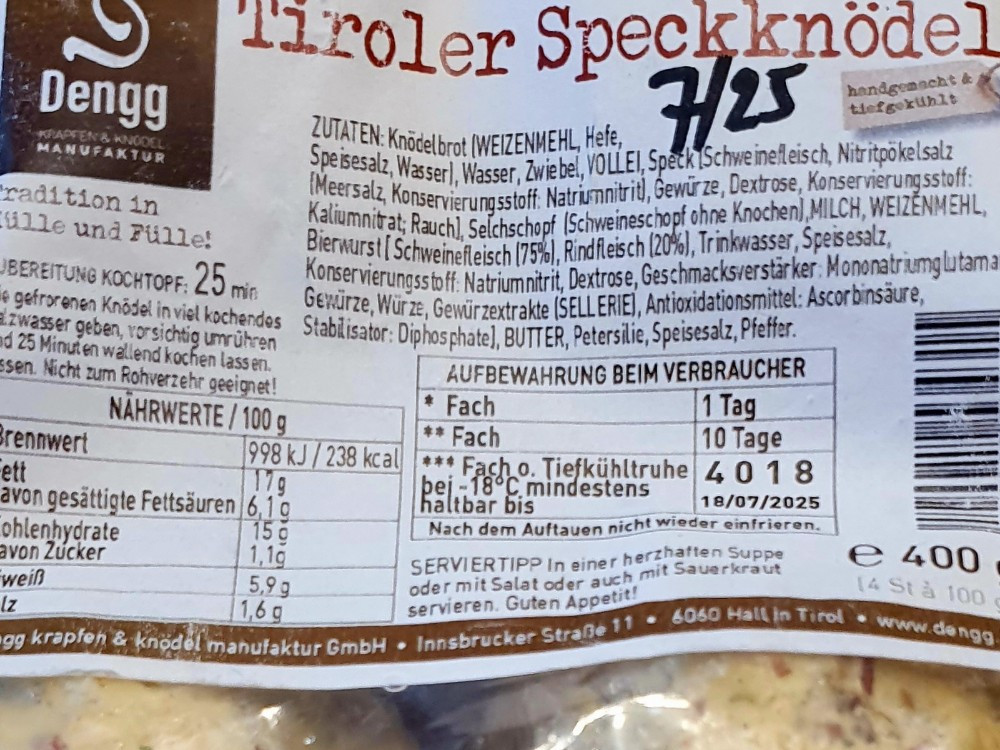 Tiroler Speckknödel
7/25
handgemacht &
tiefgekühlt
Dengg
KRAPFEN & KNÖDEL
MANUFAKTUR
radition in
ülle und Fülle!
ZUTATEN: Knödelbrot (WEIZENMEHL, Hefe,
Speisesalz, Wasser), Wasser, Zwiebel, VOLLEI, Speck (Schweinefleisch, Nitritpökelsalz
(Meersalz, Konservierungsstoff: Natriumnitrit), Gewürze, Dextrose, Konservierungsstoff:
Kaliumnitrat; Rauch), Selchschopf (Schweineschopf ohne Knochen), MILCH, WEIZENMEHL,
Bierwurst ( Schweinefleisch (75%), Rindfleisch (20%), Trinkwasser, Speisesalz,
Konservierungsstoff: Natriumnitrit, Dextrose, Geschmacksverstärker: Mononatriumglutama
Gewürze, Würze, Gewürzextrakte (SELLERIE), Antioxidationsmittel: Ascorbinsäure,
Stabilisator: Diphosphate), BUTTER, Petersilie, Speisesalz, Pfeffer.
UBEREITUNG KOCHTOPF: 25 min
e gefrorenen Knödel in viel kochendes
alzwasser geben, vorsichtig umrühren
nd 25 Minuten wallend kochen lassen.
ssen. Nicht zum Rohverzehr geeignet!
NÄHRWERTE / 100 g
Brennwert 998 kJ / 238 kcal
ett 17g
avon gesättigte Fettsäuren 6,1g
ohlenhydrate 15 g
avon Zucker 1,1g
weiß 5,9 g
lz 1,6 g
AUFBEWAHRUNG BEIM VERBRAUCHER
* Fach 1 Tag
** Fach 10 Tage
*** Fach o. Tiefkühltruhe 4018
bei -18°C mindestens
haltbar bis 18/07/2025
Nach dem Auftauen nicht wieder einfrieren.
SERVIERTIPP In einer herzhaften Suppe
oder mit Salat oder auch mit Sauerkraut
servieren. Guten Appetit!
e 400
(4 St à 100
gg krapfen & knödel manufaktur GmbH • Innsbrucker Straße 11 • 6060 Hall in Tirol • www.dengg